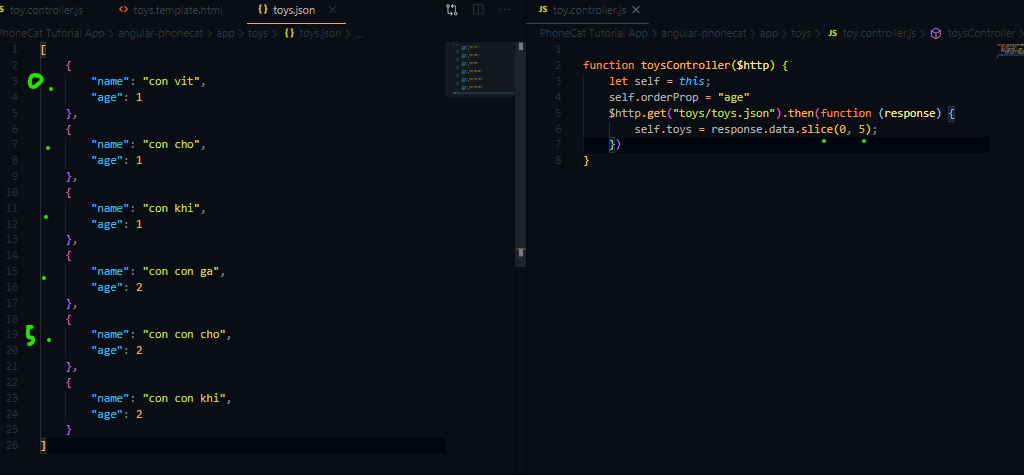 toy.controller.js toys.template.html toys.json
PhoneCat Tutorial App > angular-phonecat > app > toys > {} toys.json > ...
1 [
2 {
3 "name": "con vit",
4 "age": 1
5 },
6 {
7 "name": "con cho",
8 "age": 1
9 },
10 {
11 "name": "con khi",
12 "age": 1
13 },
14 {
15 "name": "con con ga",
16 "age": 2
17 },
18 {
19 "name": "con con cho",
20 "age": 2
21 },
22 {
23 "name": "con con khi",
24 "age": 2
25 }
26 ]
0
5
JS toy.controller.js
PhoneCat Tutorial App > angular-phonecat > app > toys > JS toy.controller.js > toysController >
1
2 function toysController($http) {
3 let self = this;
4 self.orderProp = "age"
5 $http.get("toys/toys.json").then(function (response) {
6 self.toys = response.data.slice(0, 5);
7 })
8 }